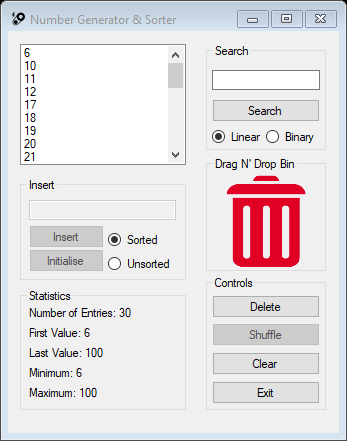 Number Generator & Sorter
6
10
11
12
17
18
19
20
21
Search
Search
Linear
Binary
Drag N' Drop Bin
Insert
Insert
Sorted
Initialise
Unsorted
Statistics
Number of Entries: 30
First Value: 6
Last Value: 100
Minimum: 6
Maximum: 100
Controls
Delete
Shuffle
Clear
Exit